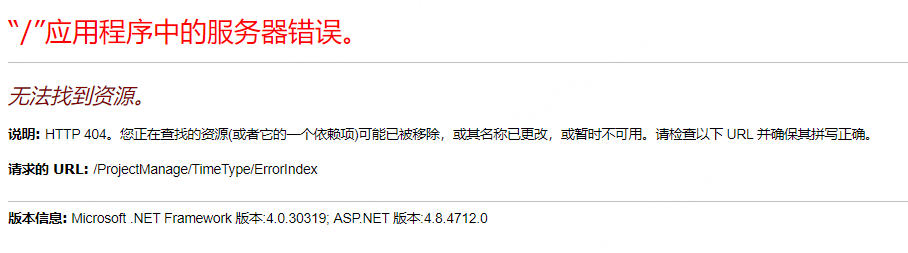 “/”应用程序中的服务器错误。
无法找到资源。
说明: HTTP 404。您正在查找的资源(或者它的一个依赖项)可能已被移除，或其名称已更改，或暂时不可用。请检查以下 URL 并确保其拼写正确。
请求的 URL: /ProjectManage/TimeType/ErrorIndex
版本信息: Microsoft .NET Framework 版本:4.0.30319; ASP.NET 版本:4.8.4712.0